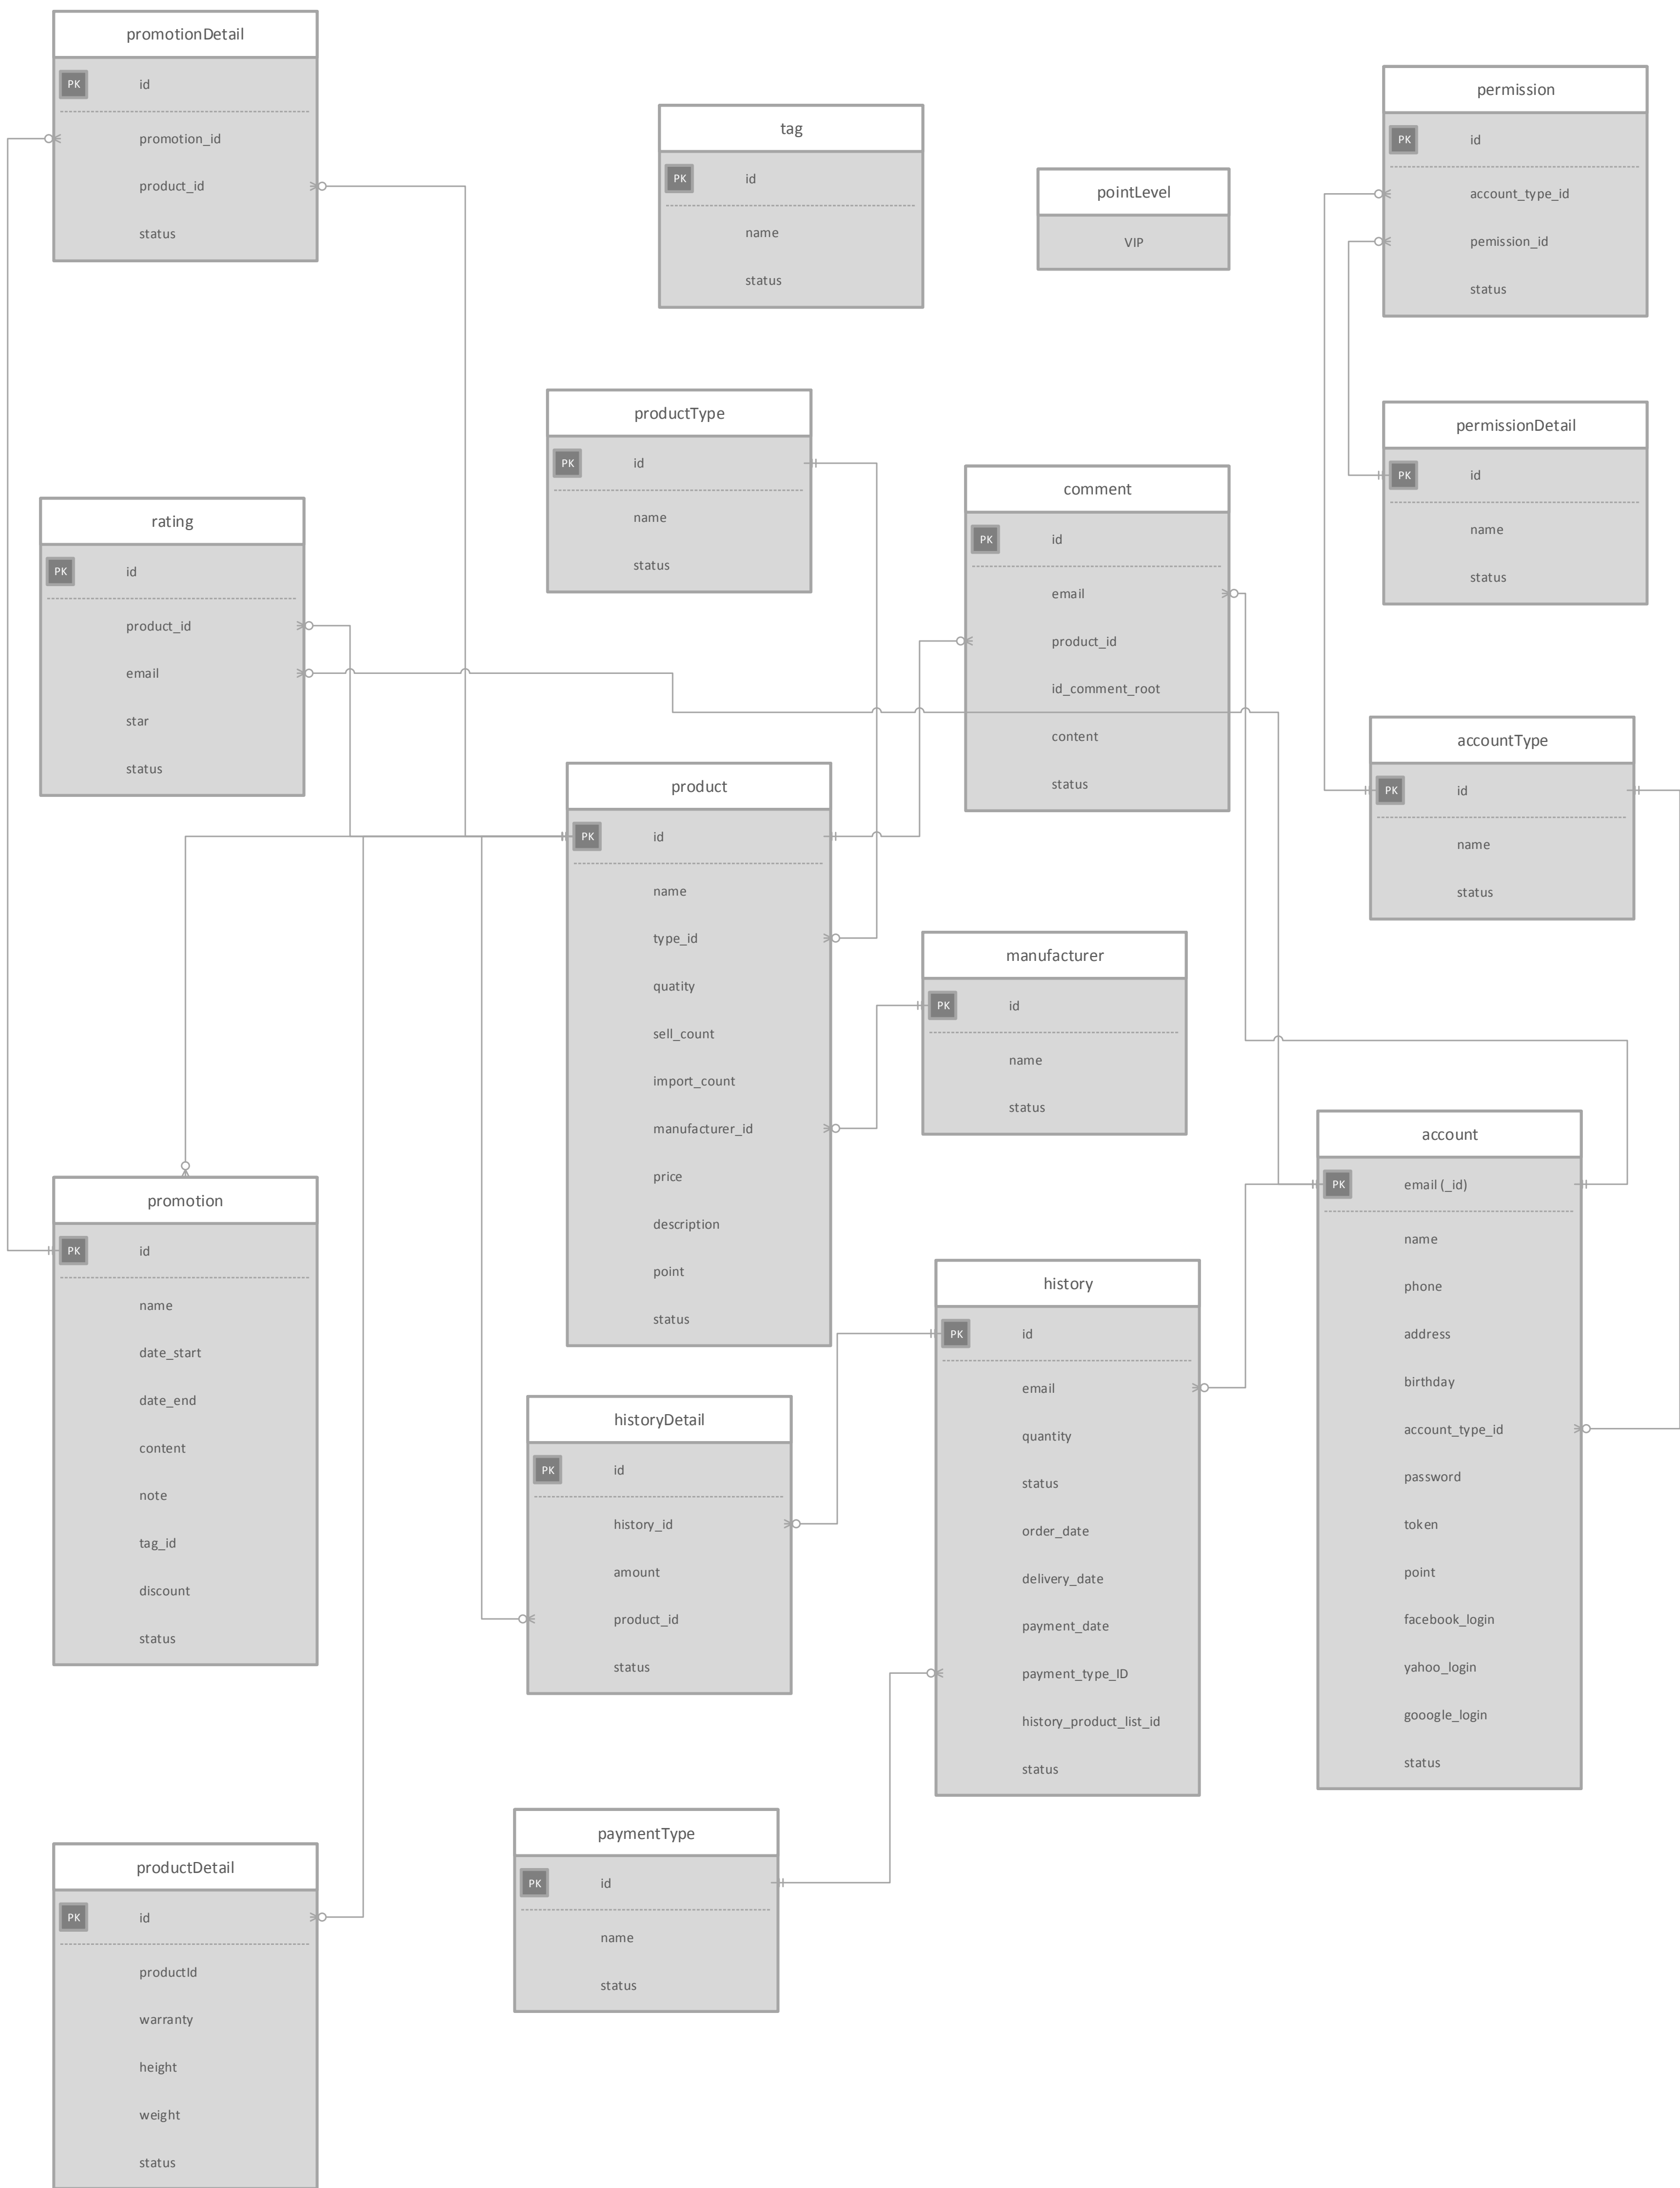 promotionDetail
PK id
promotion_id
product_id
status
tag
PK id
name
status
pointLevel
VIP
permission
PK id
account_type_id
pemission_id
status
productType
PK id
name
status
permissionDetail
PK id
name
status
comment
PK id
email
product_id
id_comment_root
content
status
rating
PK id
product_id
email
star
status
accountType
PK id
name
status
product
PK id
name
type_id
quatity
sell_count
import_count
manufacturer_id
price
description
point
status
manufacturer
PK id
name
status
account
PK email (_id)
name
phone
address
birthday
account_type_id
password
token
point
facebook_login
yahoo_login
gooogle_login
status
promotion
PK id
name
date_start
date_end
content
note
tag_id
discount
status
history
PK id
email
quantity
status
order_date
delivery_date
payment_date
payment_type_ID
history_product_list_id
status
historyDetail
PK id
history_id
amount
product_id
status
paymentType
PK id
name
status
productDetail
PK id
productId
warranty
height
weight
status